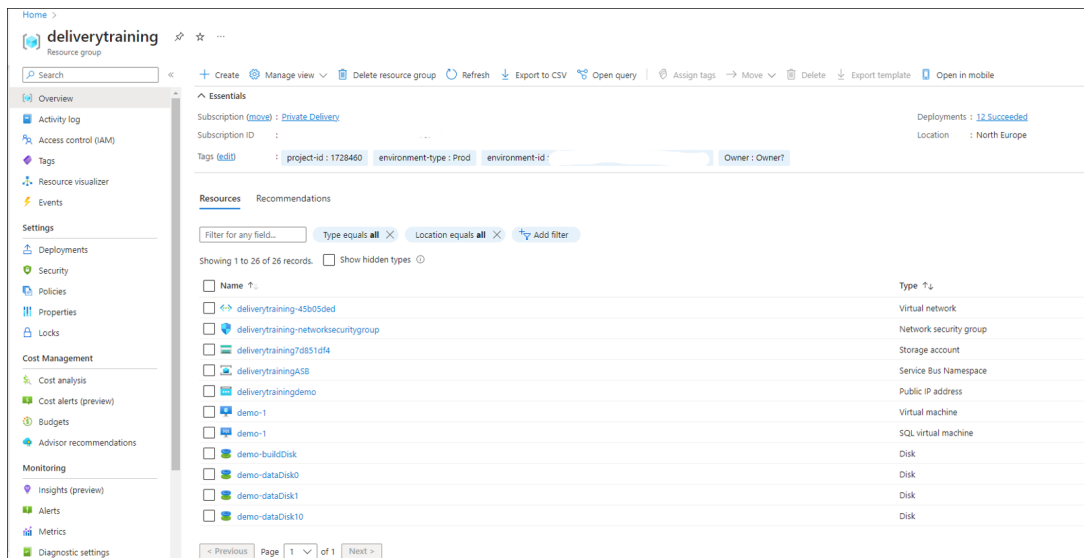 Home >
deliverytraining
Resource group
Search
Overview
Activity log
Access control (IAM)
Tags
Resource visualizer
Events
Settings
Deployments
Security
Policies
Properties
Locks
Cost Management
Cost analysis
Cost alerts (preview)
Budgets
Advisor recommendations
Monitoring
Insights (preview)
Alerts
Metrics
Diagnostic settings
Create Manage view Delete resource group Refresh Export to CSV Open query Assign tags Move Delete Export template Open in mobile
Essentials
Subscription (move) : Private Delivery Deployments : 12 Succeeded
Subscription ID : Location : North Europe
Tags (edit) : project-id : 1728460 environment-type : Prod environment-id : Owner : Owner?
Resources Recommendations
Filter for any field... Type equals all Location equals all Add filter
Showing 1 to 26 of 26 records. Show hidden types
Name Type
deliverytraining-45b05ded Virtual network
deliverytraining-networksecuritygroup Network security group
deliverytraining7d851df4 Storage account
deliverytrainingASB Service Bus Namespace
deliverytrainingdemo Public IP address
demo-1 Virtual machine
demo-1 SQL virtual machine
demo-buildDisk Disk
demo-dataDisk0 Disk
demo-dataDisk1 Disk
demo-dataDisk10 Disk
< Previous Page 1 of 1 Next >